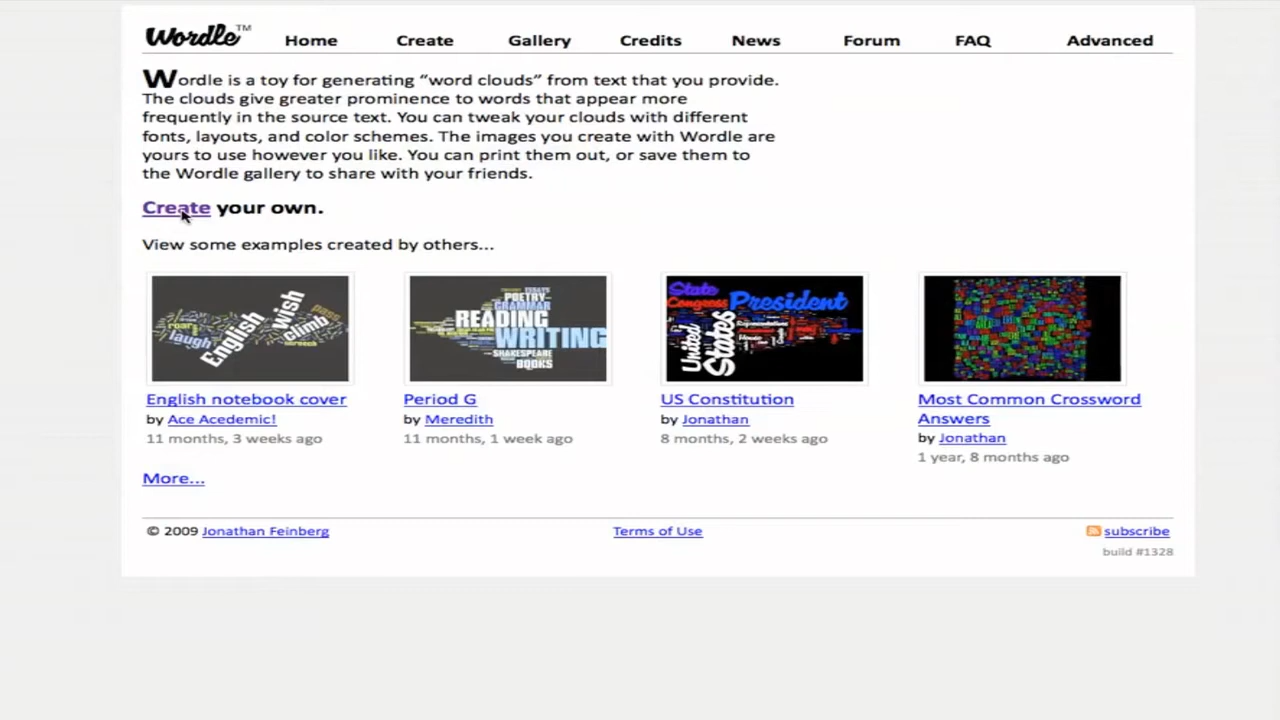 Wordle™ Home Create Gallery Credits News Forum FAQ Advanced
Wordle is a toy for generating “word clouds” from text that you provide.
The clouds give greater prominence to words that appear more
frequently in the source text. You can tweak your clouds with different
fonts, layouts, and color schemes. The images you create with Wordle are
yours to use however you like. You can print them out, or save them to
the Wordle gallery to share with your friends.
Create your own.
View some examples created by others...
English
Wish
climb
laugh
roar
pass
POETRY
GRAMMAR
READING
WRITING
SHAKESPEARE
BOOKS
State
Congress
President
United
States
English notebook cover
by Ace Acedemic!
11 months, 3 weeks ago
Period G
by Meredith
11 months, 1 week ago
US Constitution
by Jonathan
8 months, 2 weeks ago
Most Common Crossword
Answers
by Jonathan
1 year, 8 months ago
More...
© 2009 Jonathan Feinberg Terms of Use subscribe
build #1328